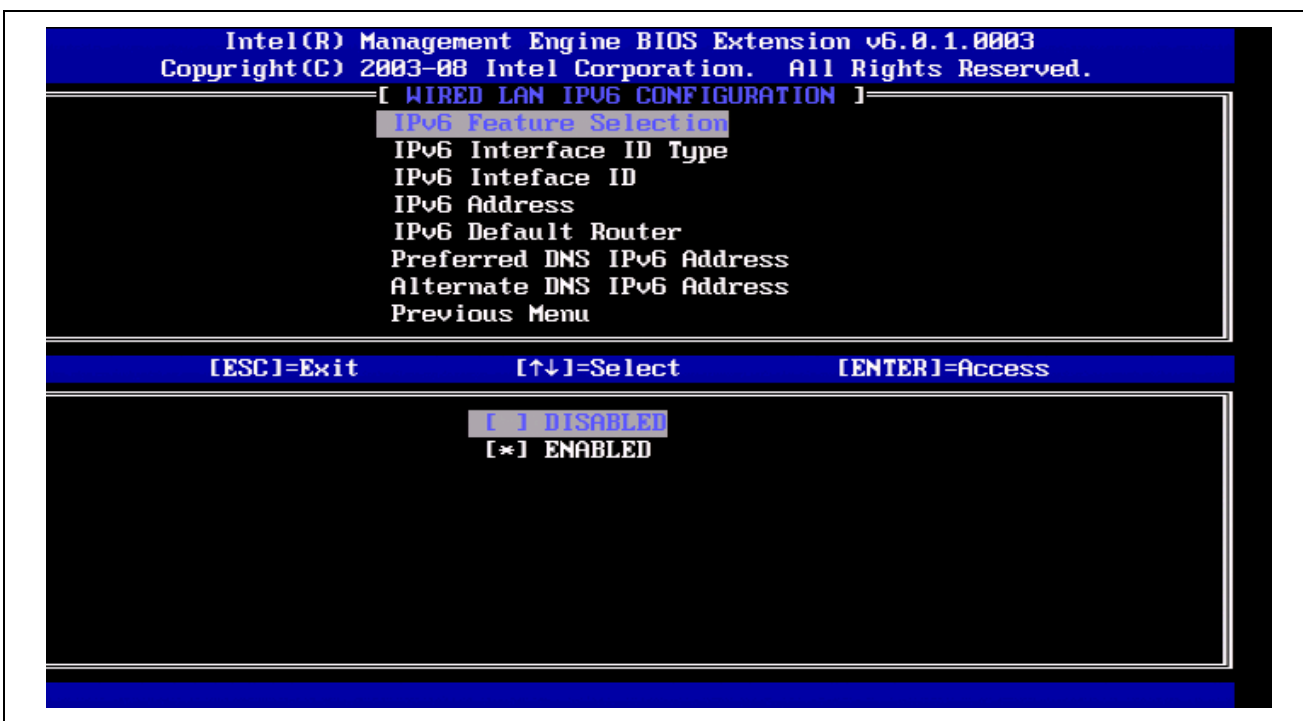 Intel(R) Management Engine BIOS Extension v6.0.1.0003
Copyright(C) 2003-08 Intel Corporation. All Rights Reserved.
[ WIRED LAN IPV6 CONFIGURATION ]
IPv6 Feature Selection
IPv6 Interface ID Type
IPv6 Inteface ID
IPv6 Address
IPv6 Default Router
Preferred DNS IPv6 Address
Alternate DNS IPv6 Address
Previous Menu
[ESC]=Exit [↑↓]=Select [ENTER]=Access
[ ] DISABLED
[*] ENABLED